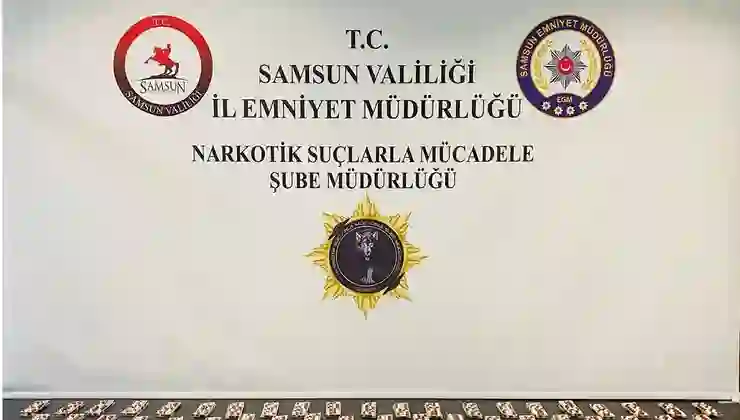 T.C.
SAMSUN VALİLİĞİ
İL EMNİYET MÜDÜRLÜĞÜ
NARKOTİK SUÇLARLA MÜCADELE
ŞUBE MÜDÜRLÜĞÜ
T.C.
SAMSUN
SAMSUN VALİLİĞİ
SAMSUN EMNİYET MÜDÜRLÜĞÜ
EGM